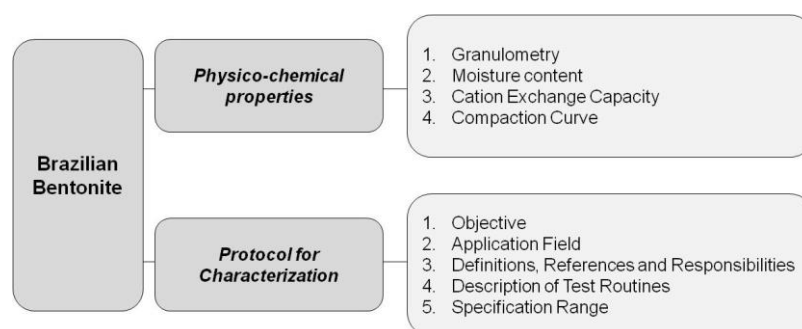 Brazilian
Bentonite
Physico-chemical
properties
1. Granulometry
2. Moisture content
3. Cation Exchange Capacity
4. Compaction Curve
Protocol for
Characterization
1. Objective
2. Application Field
3. Definitions, References and Responsibilities
4. Description of Test Routines
5. Specification Range